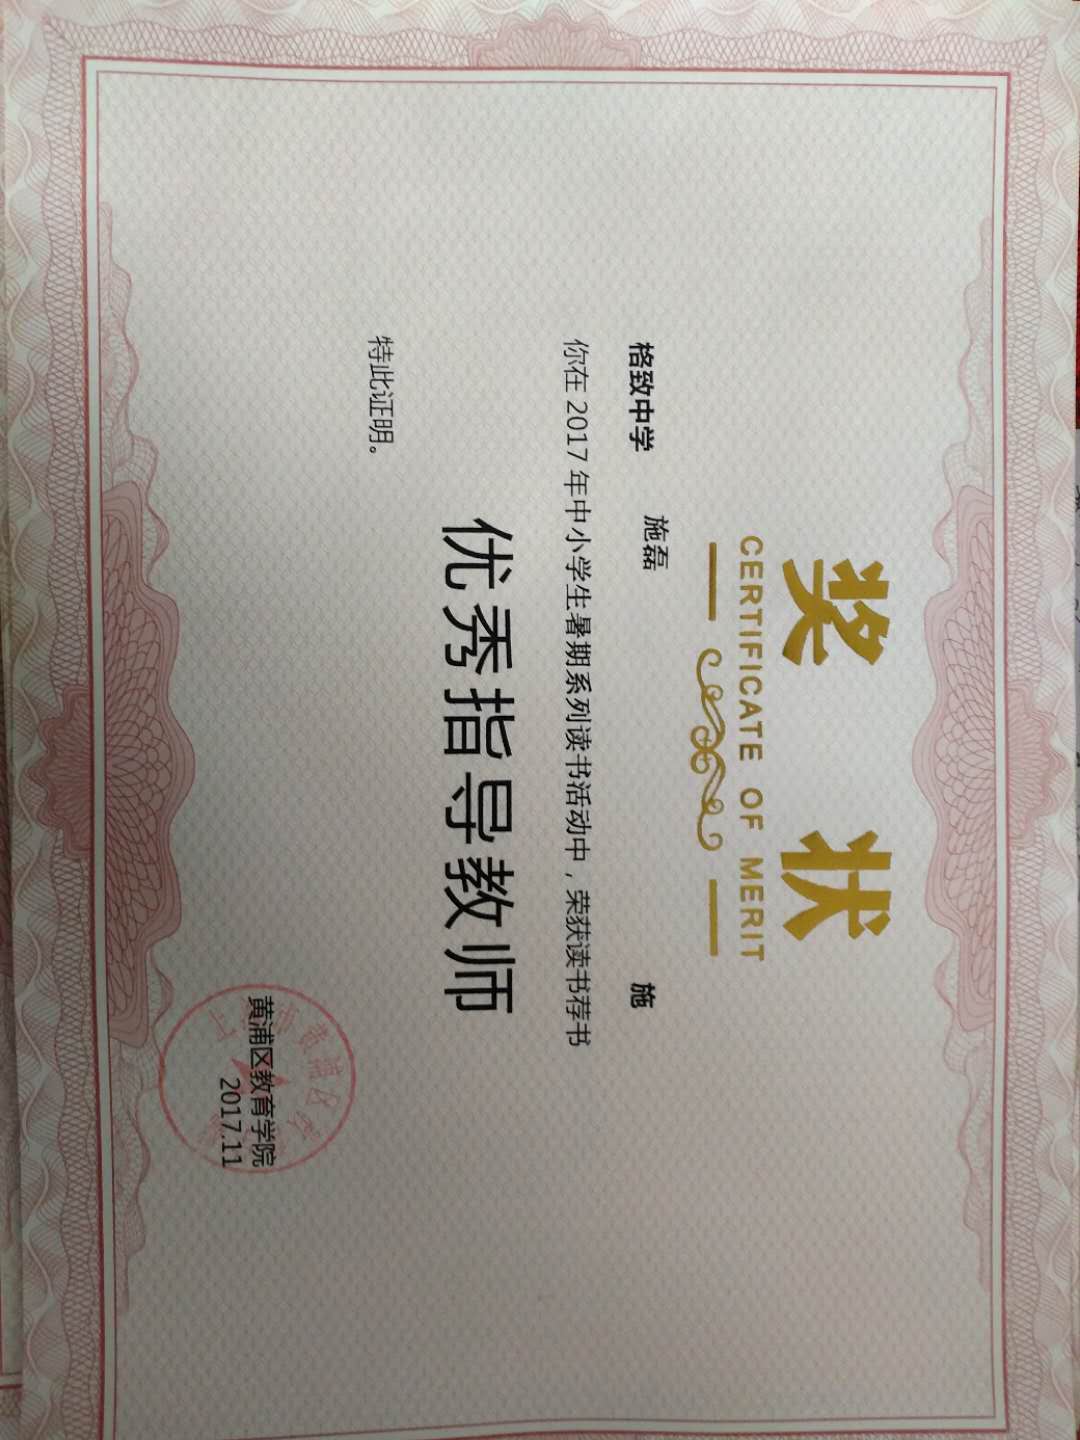 奖 状
CERTIFICATE OF MERIT
施磊
格致中学 施
你在 2017 年中小学生暑期系列读书活动中，荣获读书荐书
优秀指导教师
特此证明。
黄浦区教育学院
2017.11